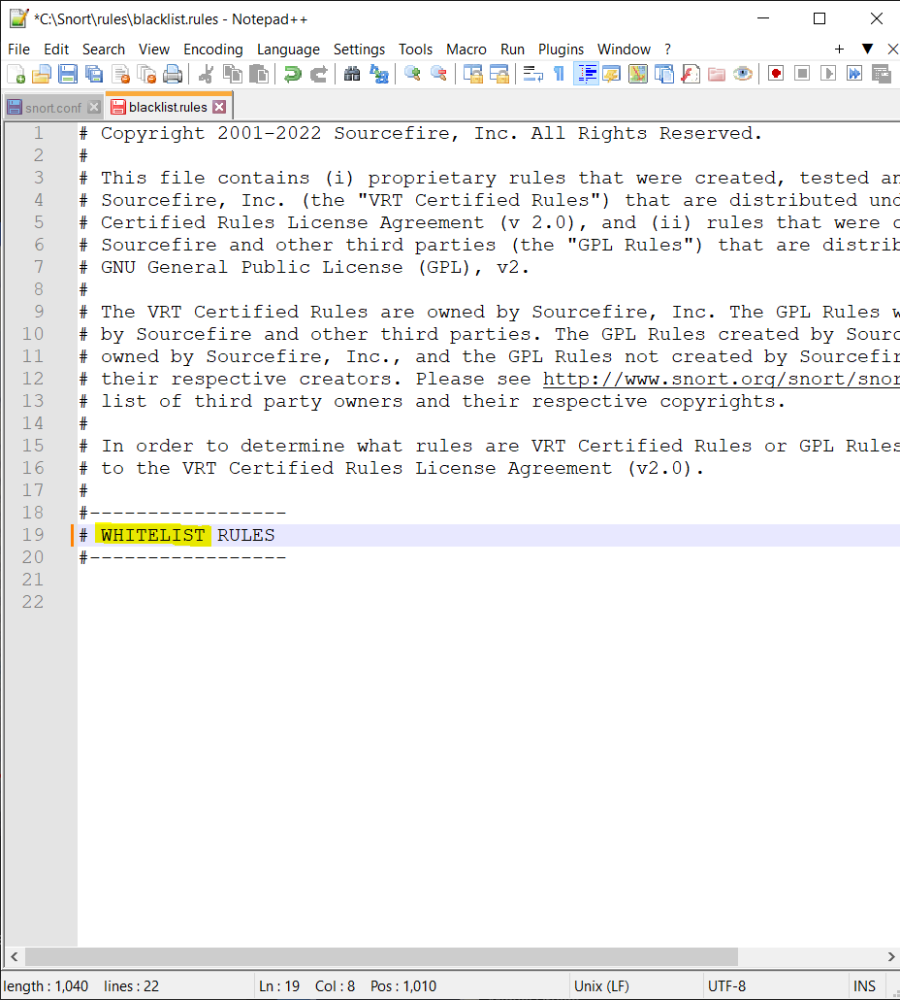 *C:\Snort\rules\blacklist.rules - Notepad++
File Edit Search View Encoding Language Settings Tools Macro Run Plugins Window ? + ▼ X
snort.conf blacklist.rules
1 # Copyright 2001-2022 Sourcefire, Inc. All Rights Reserved.
2 #
3 # This file contains (i) proprietary rules that were created, tested an
4 # Sourcefire, Inc. (the "VRT Certified Rules") that are distributed und
5 # Certified Rules License Agreement (v 2.0), and (ii) rules that were c
6 # Sourcefire and other third parties (the "GPL Rules") that are distrib
7 # GNU General Public License (GPL), v2.
8 #
9 # The VRT Certified Rules are owned by Sourcefire, Inc. The GPL Rules w
10 # by Sourcefire and other third parties. The GPL Rules created by Sourc
11 # owned by Sourcefire, Inc., and the GPL Rules not created by Sourcefir
12 # their respective creators. Please see http://www.snort.org/snort/snor
13 # list of third party owners and their respective copyrights.
14 #
15 # In order to determine what rules are VRT Certified Rules or GPL Rules
16 # to the VRT Certified Rules License Agreement (v2.0).
17 #
18 #-----------------
19 # WHITELIST RULES
20 #-----------------
21
22
length : 1,040 lines : 22 Ln : 19 Col : 8 Pos : 1,010 Unix (LF) UTF-8 INS